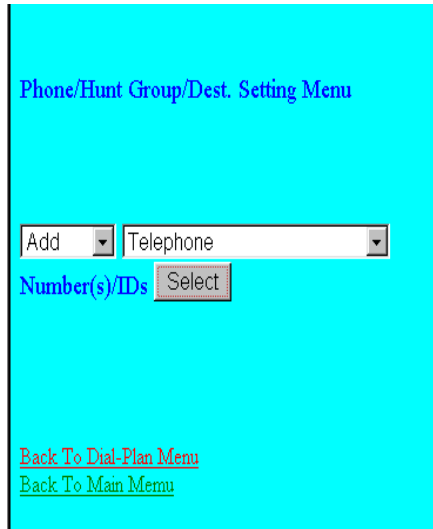 Phone/Hunt Group/Dest. Setting Menu
Add Telephone
Number(s)/IDs Select
Back To Dial-Plan Menu
Back To Main Memu